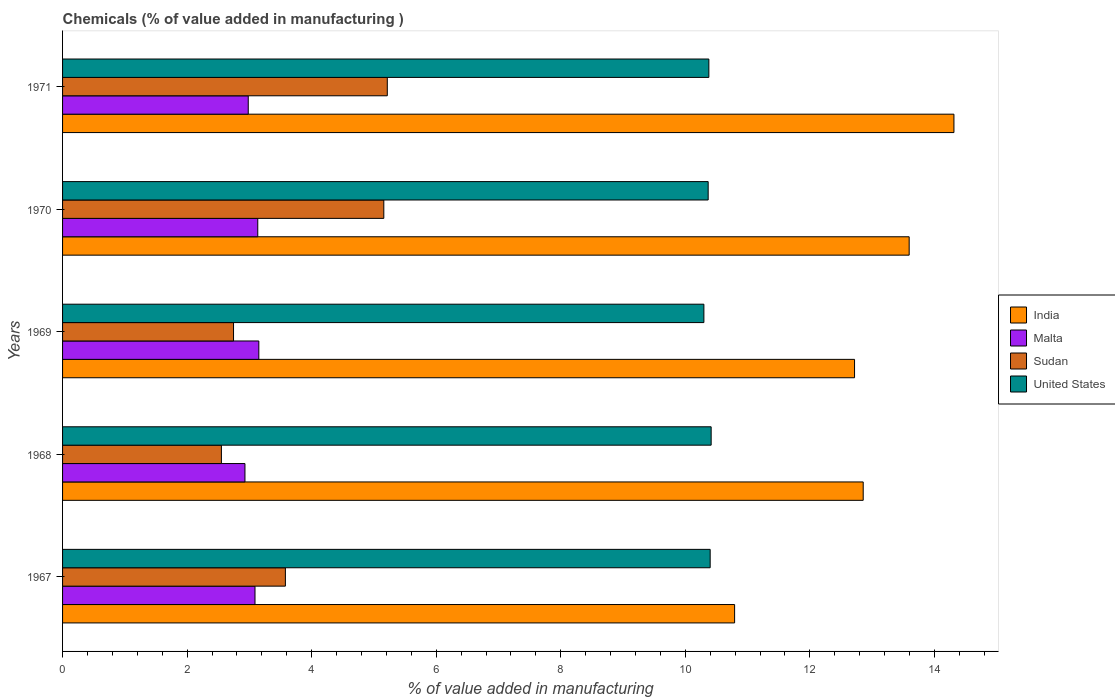 Chemicals (% of value added in manufacturing )
1971
1970
1969
1968
1967
Years
0
2
4
6
8
10
12
14
% of value added in manufacturing
India
Malta
Sudan
United States